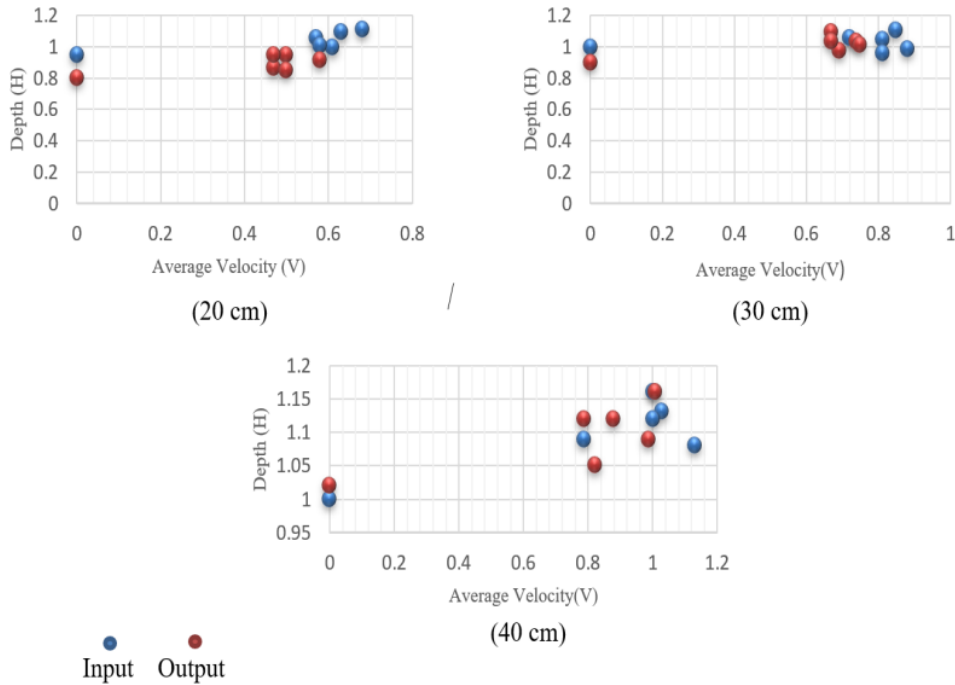 1.2
1
0.8
0.6
0.4
0.2
0
Depth (H)
0 0.2 0.4 0.6 0.8
Average Velocity (V)
(20 cm)
/
1.2
1
0.8
0.6
0.4
0.2
0
Depth (H)
0 0.2 0.4 0.6 0.8 1
Average Velocity(V)
(30 cm)
1.2
1.15
1.1
1.05
1
0.95
Depth (H)
0 0.2 0.4 0.6 0.8 1 1.2
Average Velocity(V)
(40 cm)
Input Output